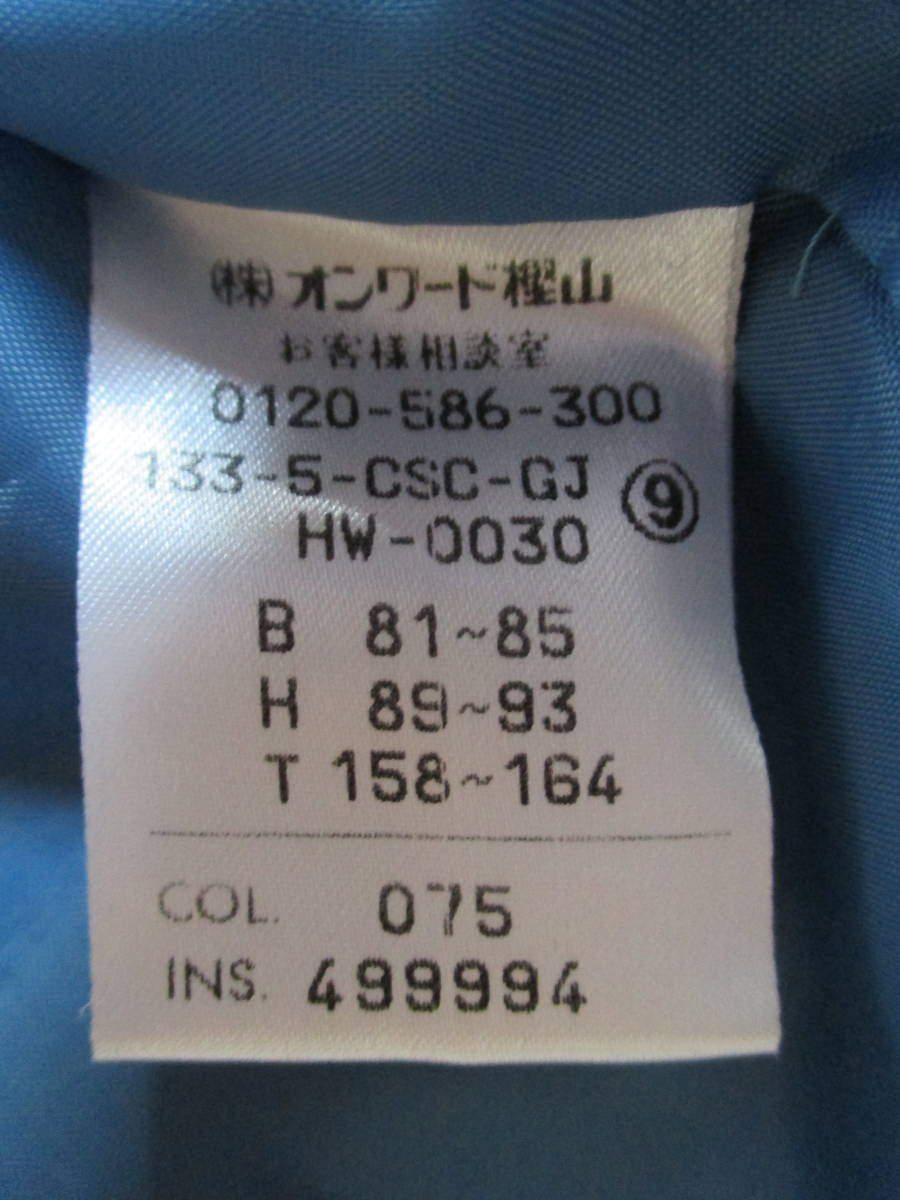 (株)オンワード樫山
お客様相談室
0120-586-300
133-5-CSC-GJ ⑨
HW-0030
B 81~85
H 89~93
T 158~164
COL. 075
INS. 499994